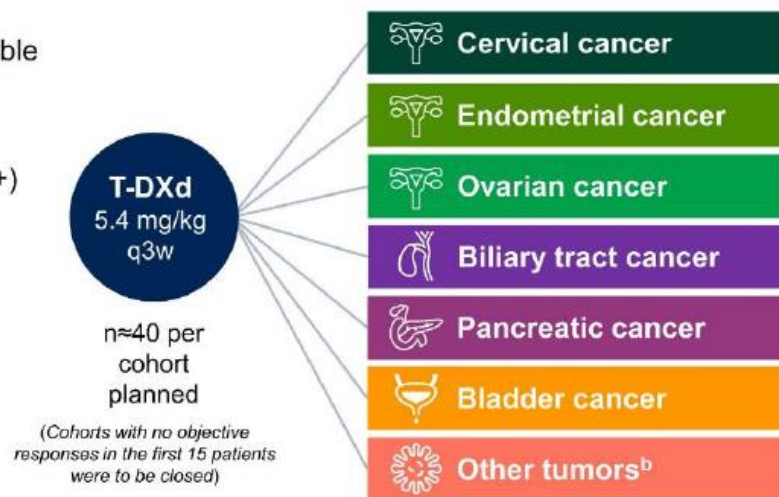 ble
+)
T-DXd
5.4 mg/kg
q3w
n≈40 per
cohort
planned
(Cohorts with no objective
responses in the first 15 patients
were to be closed)
Cervical cancer
Endometrial cancer
Ovarian cancer
Biliary tract cancer
Pancreatic cancer
Bladder cancer
Other tumorsᵇ